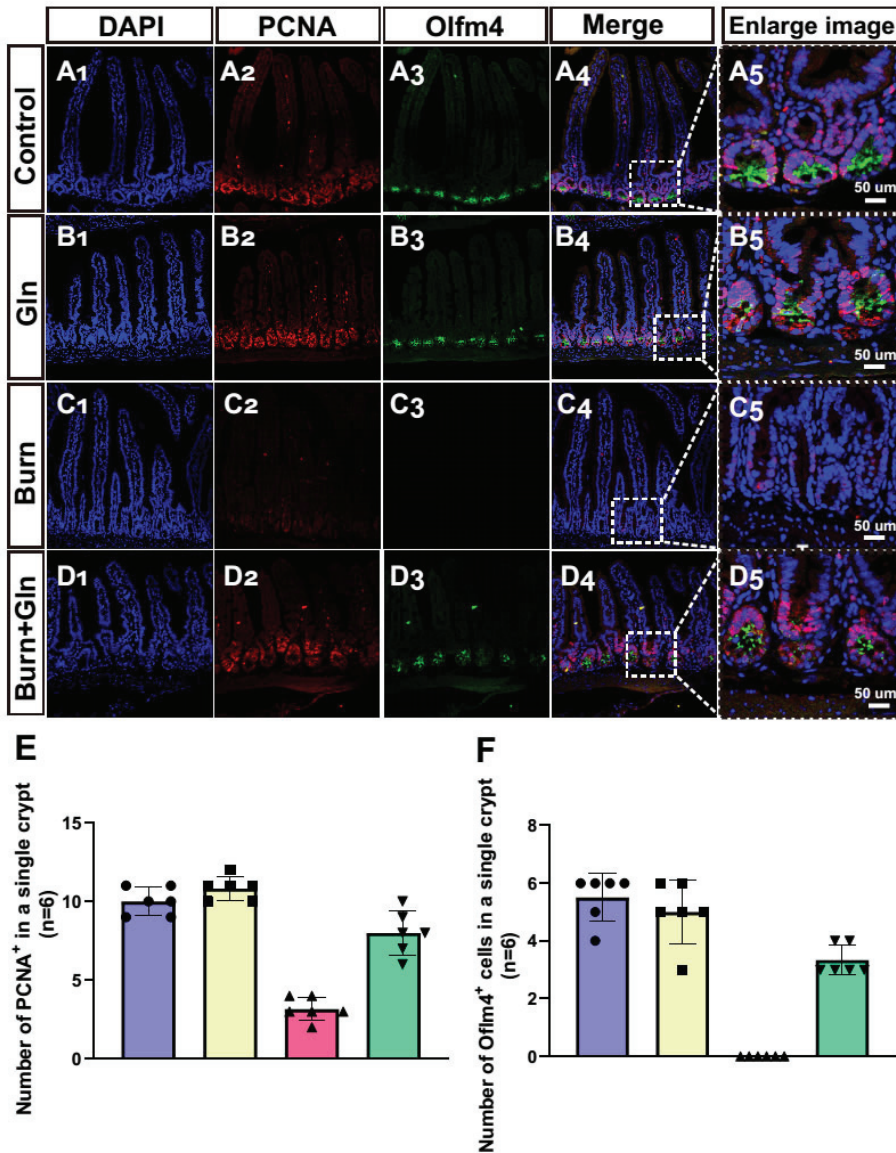 DAPI PCNA Olfm4 Merge Enlarge image
Control
A1 A2 A3 A4 A5
50 um
Gln
B1 B2 B3 B4 B5
50 um
Burn
C1 C2 C3 C4 C5
50 um
Burn+Gln
D1 D2 D3 D4 D5
50 um
E
Number of PCNA+ in a single crypt
(n=6)
15
10
5
0
F
Number of Oflm4+ cells in a single crypt
(n=6)
8
6
4
2
0